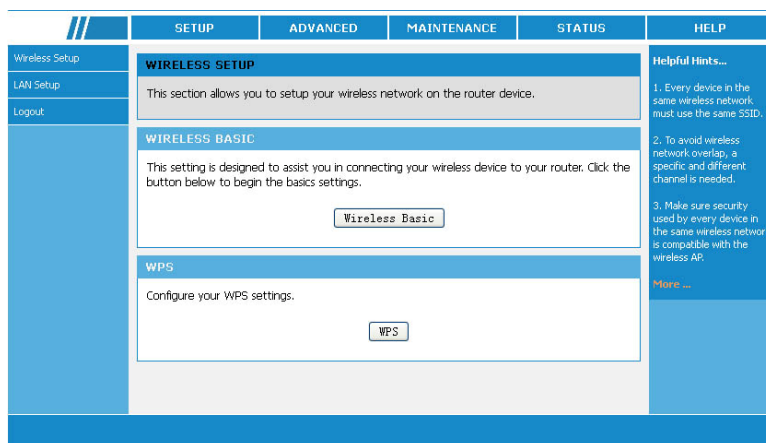 SETUP ADVANCED MAINTENANCE STATUS HELP
Wireless Setup
LAN Setup
Logout
WIRELESS SETUP
This section allows you to setup your wireless network on the router device.
WIRELESS BASIC
This setting is designed to assist you in connecting your wireless device to your router. Click the
button below to begin the basics settings.
Wireless Basic
WPS
Configure your WPS settings.
WPS
Helpful Hints...
1. Every device in the
same wireless network
must use the same SSID.
2. To avoid wireless
network overlap, a
specific and different
channel is needed.
3. Make sure security
used by every device in
the same wireless networ
is compatible with the
wireless AP.
More ...